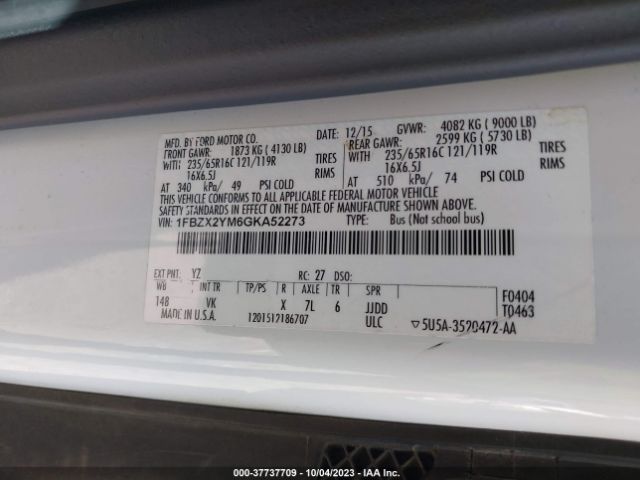 MFD. BY FORD MOTOR CO. DATE: 12/15 GVWR: 4082 KG ( 9000 LB)
FRONT GAWR: 1873 KG ( 4130 LB) REAR GAWR: 2599 KG ( 5730 LB)
WITH: 235/65R16C 121/119R TIRES WITH 235/65R16C 121/119R TIRES
16X6.5J RIMS 16X6.5J RIMS
AT 340 kPa/ 49 PSI COLD AT 510 kPa/ 74 PSI COLD
THIS VEHICLE CONFORMS TO ALL APPLICABLE FEDERAL MOTOR VEHICLE
SAFETY STANDARDS IN EFFECT ON THE DATE OF MANUFACTURE SHOWN ABOVE.
VIN: 1FBZX2YM6GKA52273 TYPE: Bus (Not school bus)
EXT PNT: YZ RC: 27 DSO:
WB INT TR TP/PS R AXLE TR SPR F0404
148 VK X 7L 6 JJDD T0463
MADE IN U.S.A. 1201512186707 ULC ▽5U5A-3520472-AA
000-37737709 - 10/04/2023 - IAA Inc.